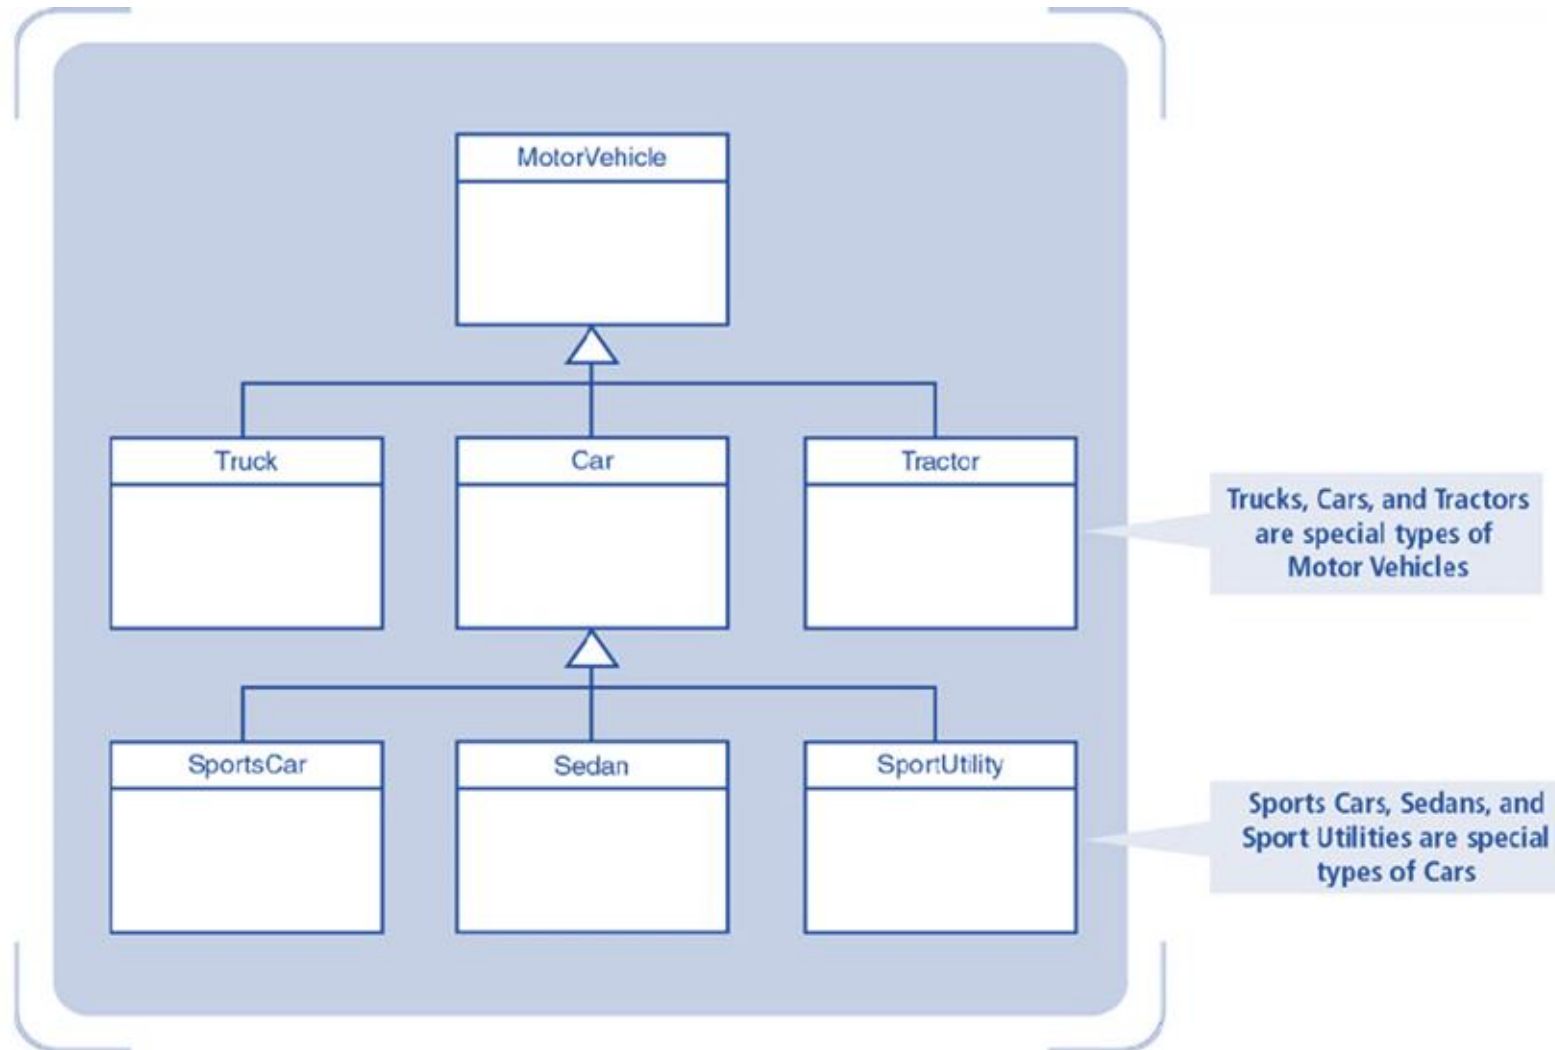 MotorVehicle
Truck
Car
Tractor
Trucks, Cars, and Tractors
are special types of
Motor Vehicles
SportsCar
Sedan
SportUtility
Sports Cars, Sedans, and
Sport Utilities are special
types of Cars